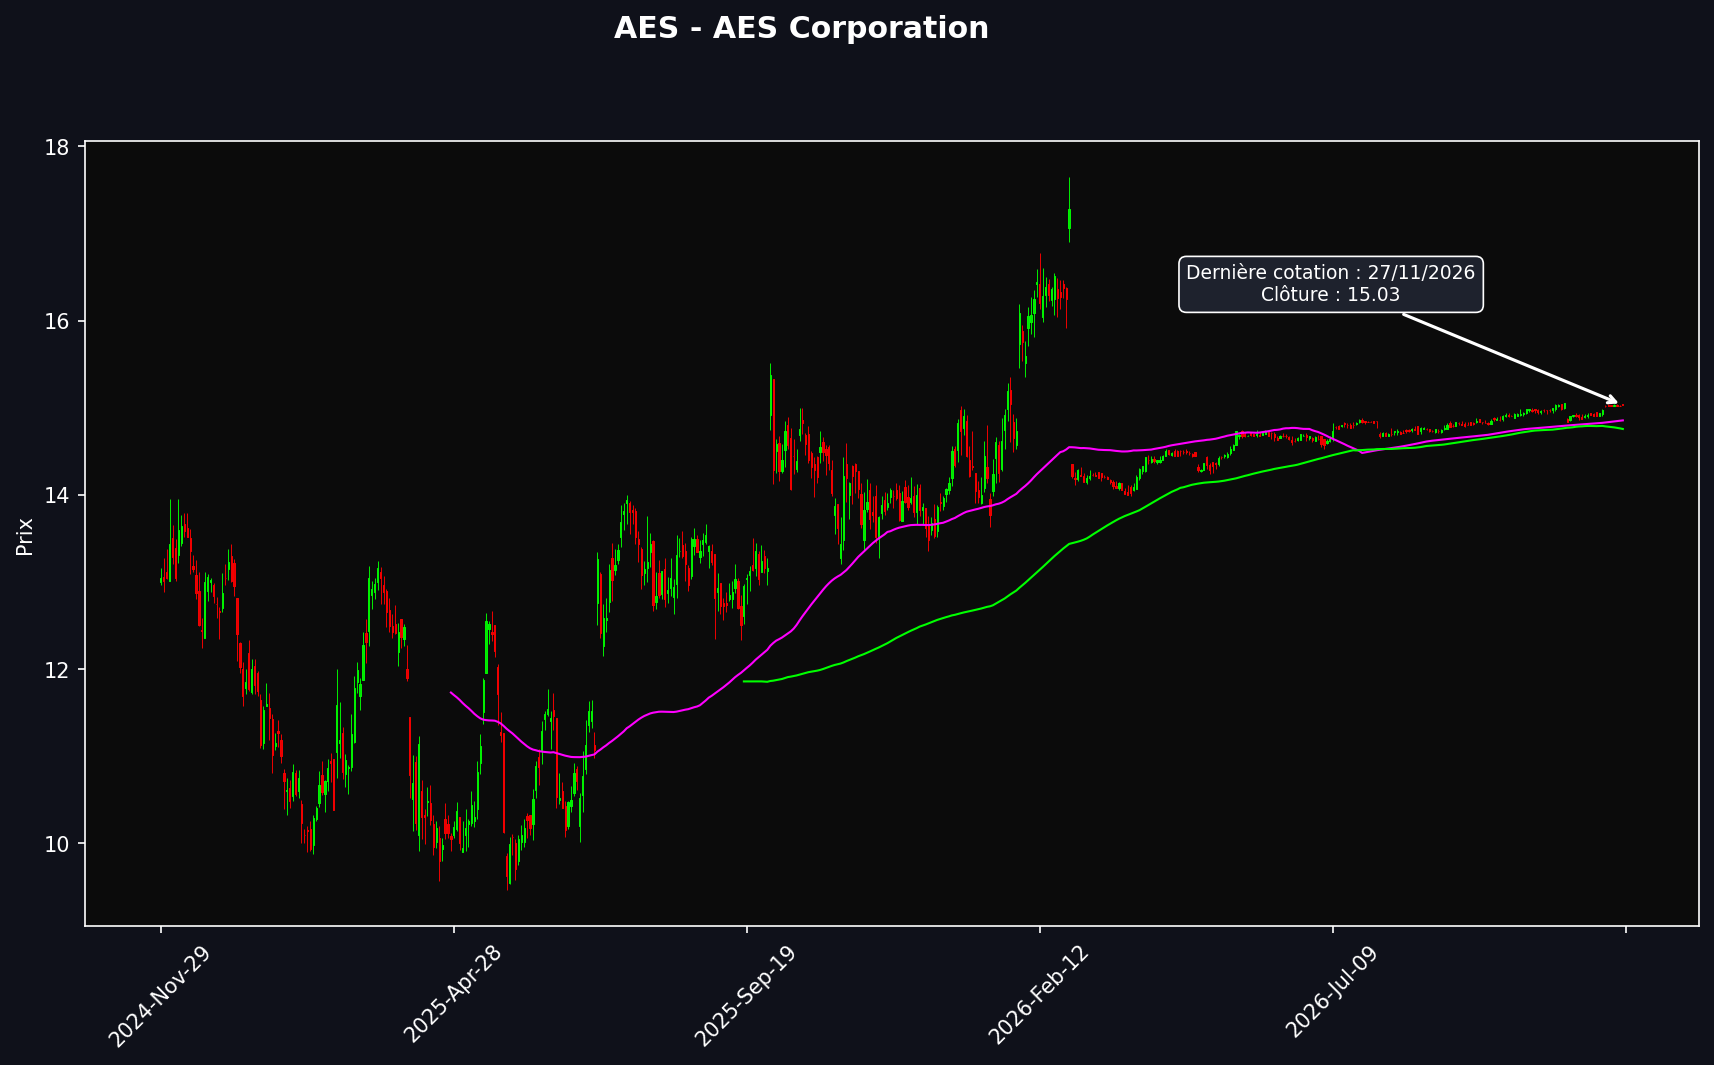 AES - AES Corporation
18
16
14
12
10
Prix
Dernière cotation : 27/11/2026
Clôture : 15.03
2024-Nov-29
2025-Apr-28
2025-Sep-19
2026-Feb-12
2026-Jul-09